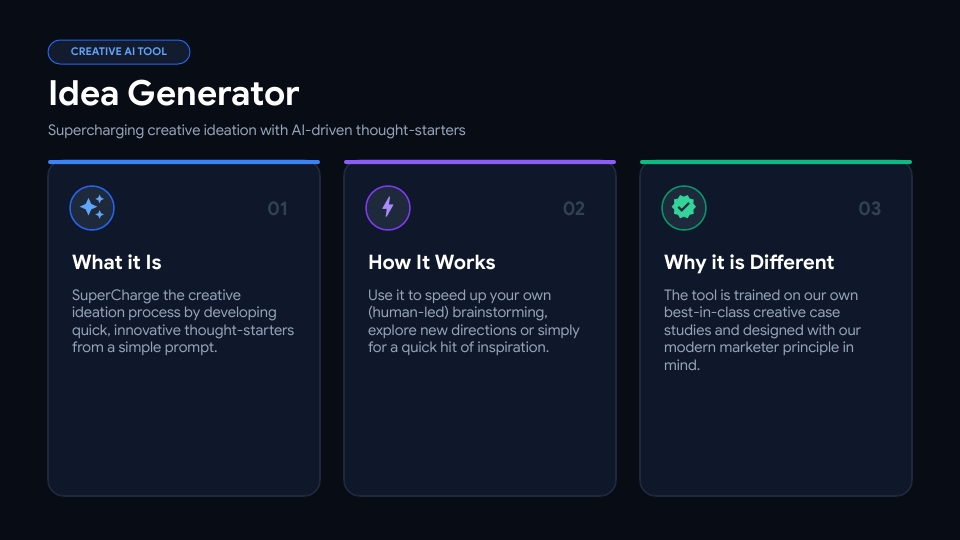 CREATIVE AI TOOL
Idea Generator
Supercharging creative ideation with AI-driven thought-starters
01
What it Is
SuperCharge the creative
ideation process by developing
quick, innovative thought-starters
from a simple prompt.
02
How It Works
Use it to speed up your own
(human-led) brainstorming,
explore new directions or simply
for a quick hit of inspiration.
03
Why it is Different
The tool is trained on our own
best-in-class creative case
studies and designed with our
modern marketer principle in
mind.